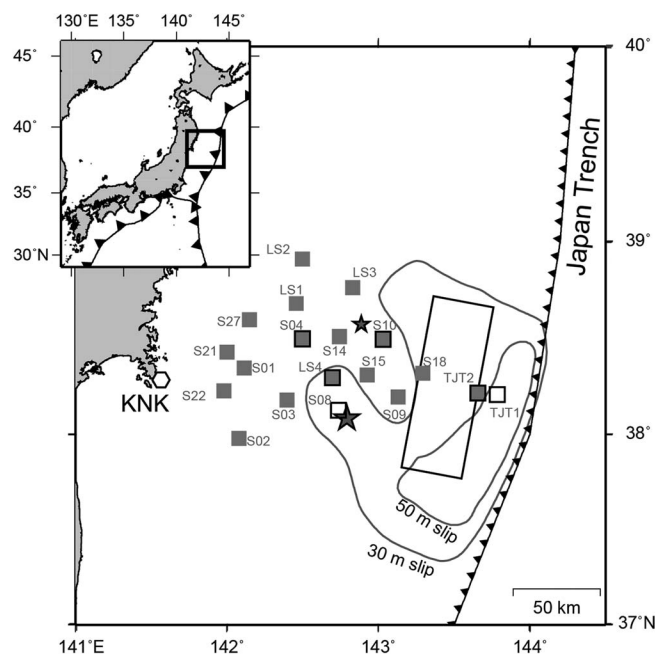 130°E 135° 140° 145°
45°
40°
35°
30°N
40°
39°
38°
37°N
141°E 142° 143° 144°
Japan Trench
LS2
LS3
LS1
S27
S04
S10
S14
S21
S01
LS4
S15
S18
TJT2
S22
S08
S03
S09
TJT1
KNK
S02
50 m slip
30 m slip
50 km